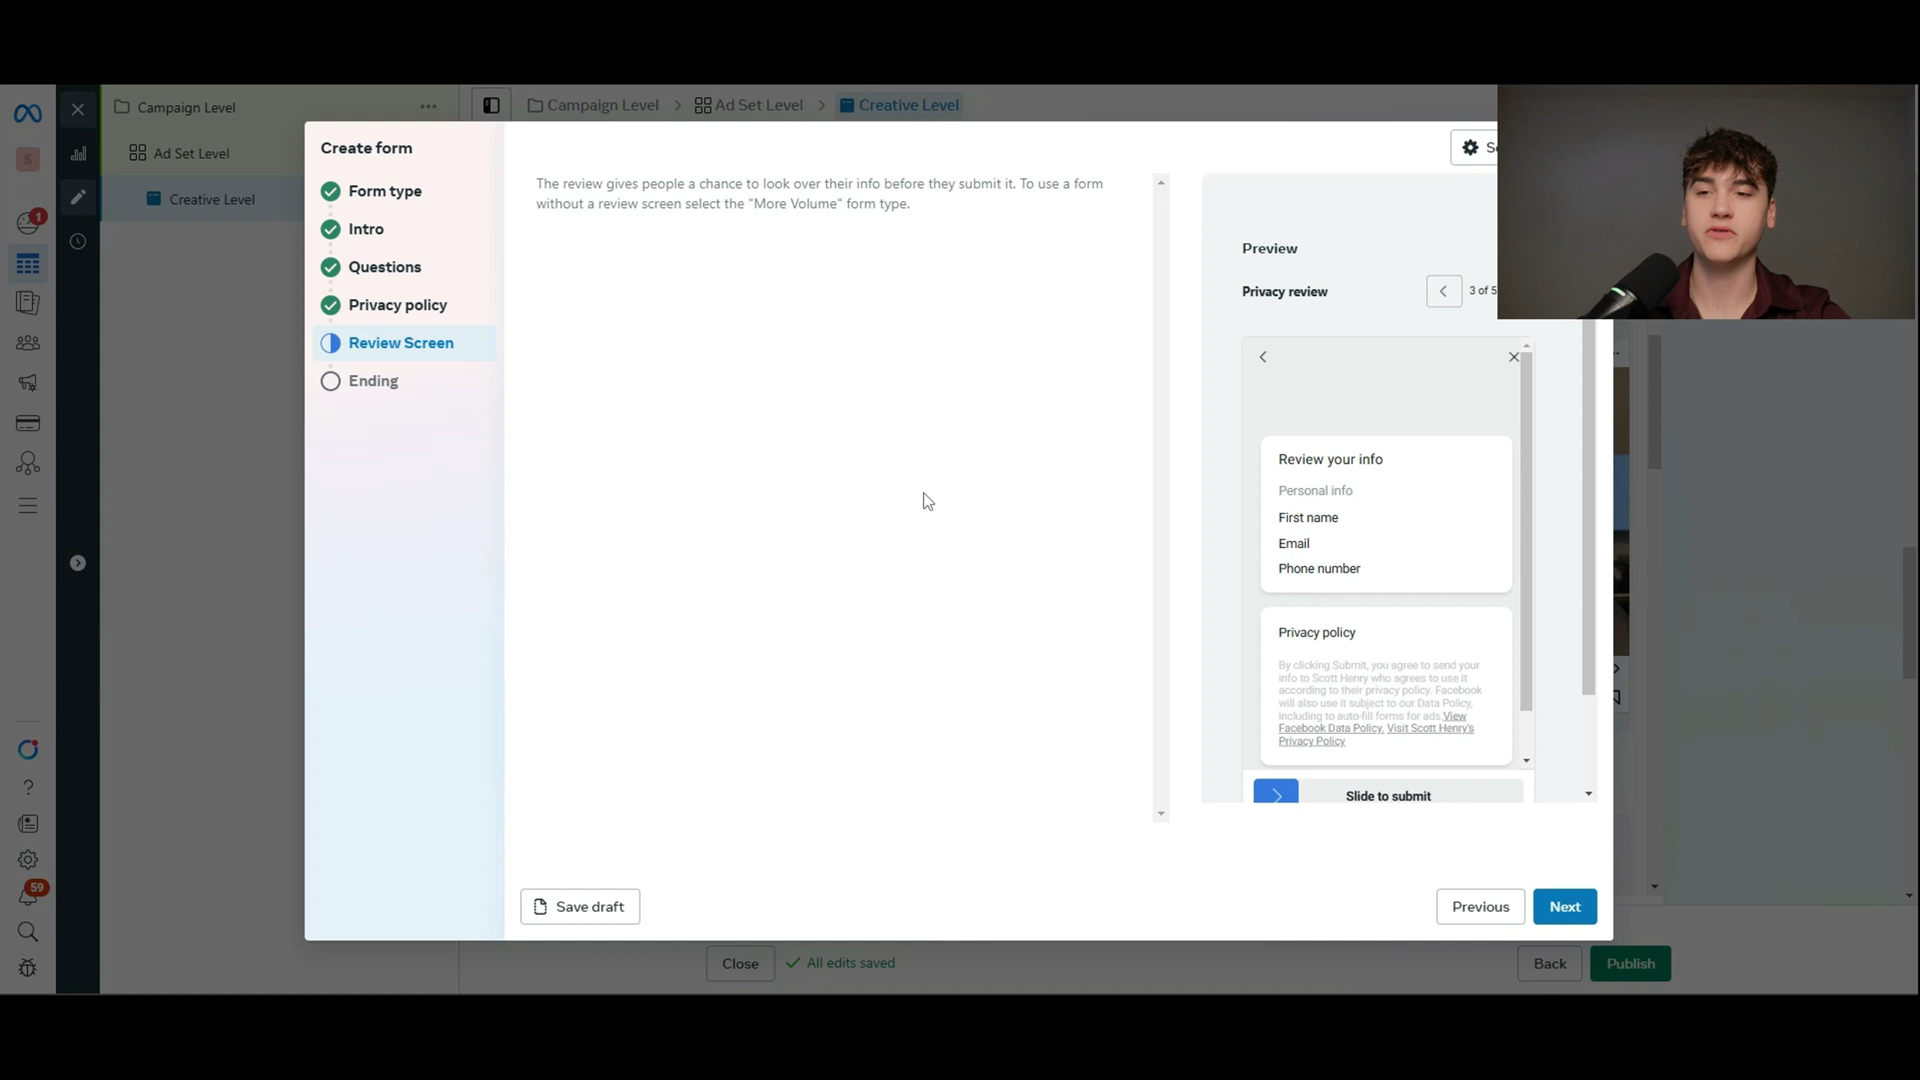 Campaign Level
Ad Set Level
Creative Level
Campaign Level > Ad Set Level > Creative Level
S
1
59
Create form
Form type
Intro
Questions
Privacy policy
Review Screen
Ending
The review gives people a chance to look over their info before they submit it. To use a form
without a review screen select the "More Volume" form type.
Preview
Privacy review
3 of 5
Review your info
Personal info
First name
Email
Phone number
Privacy policy
By clicking Submit, you agree to send your
info to Scott Henry who agrees to use it
according to their privacy policy. Facebook
will also use it subject to our Data Policy,
including to auto-fill forms for ads.View
Facebook Data Policy. Visit Scott Henry's
Privacy Policy
Slide to submit
Save draft
Previous
Next
Close
All edits saved
Back
Publish